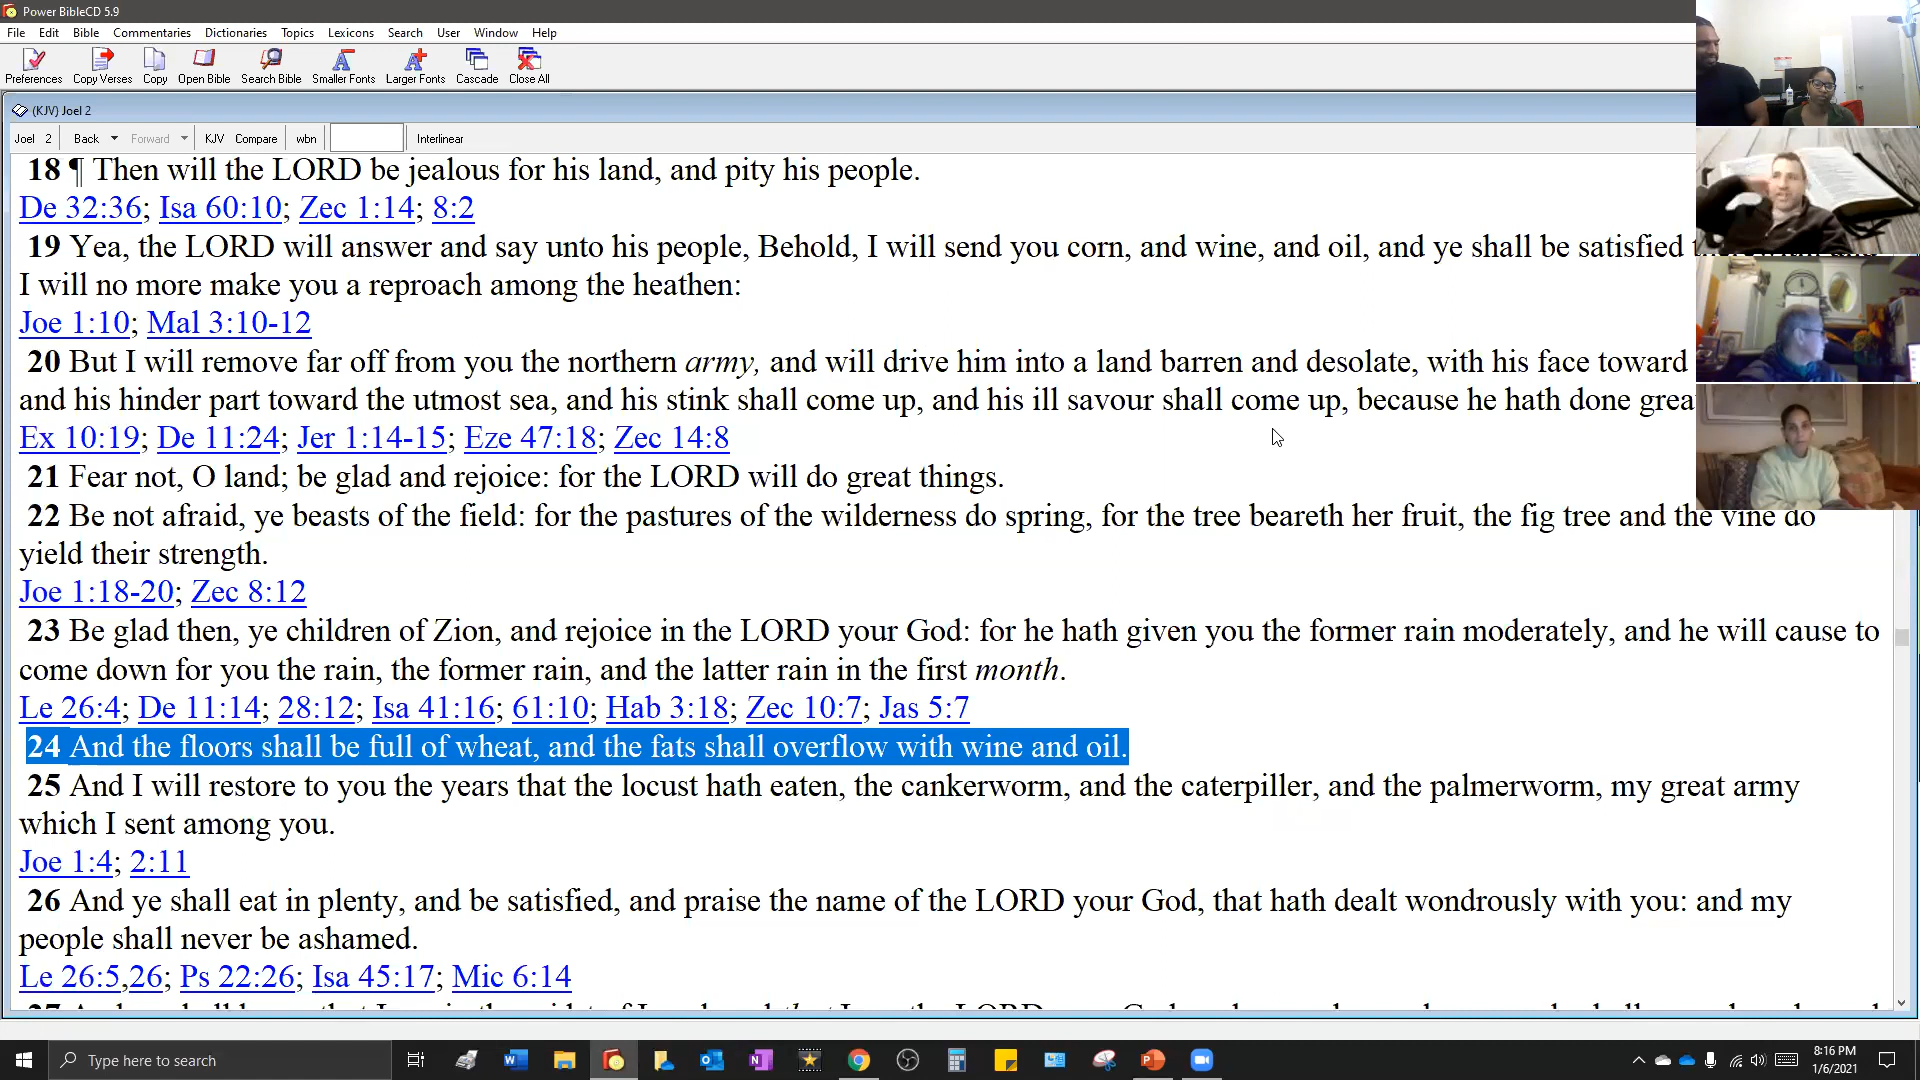 Power BibleCD 5.9
File Edit Bible Commentaries Dictionaries Topics Lexicons Search User Window Help
Preferences Copy Verses Copy Open Bible Search Bible Smaller Fonts Larger Fonts Cascade Close All
(KJV) Joel 2
Joel 2 Back Forward KJV Compare wbn Interlinear
18 ¶ Then will the LORD be jealous for his land, and pity his people.
De 32:36; Isa 60:10; Zec 1:14; 8:2
19 Yea, the LORD will answer and say unto his people, Behold, I will send you corn, and wine, and oil, and ye shall be satisfied
I will no more make you a reproach among the heathen:
Joe 1:10; Mal 3:10-12
20 But I will remove far off from you the northern army, and will drive him into a land barren and desolate, with his face toward
and his hinder part toward the utmost sea, and his stink shall come up, and his ill savour shall come up, because he hath done
Ex 10:19; De 11:24; Jer 1:14-15; Eze 47:18; Zec 14:8
21 Fear not, O land; be glad and rejoice: for the LORD will do great things.
22 Be not afraid, ye beasts of the field: for the pastures of the wilderness do spring, for the tree beareth her fruit, the fig tree and the vine do
yield their strength.
Joe 1:18-20; Zec 8:12
23 Be glad then, ye children of Zion, and rejoice in the LORD your God: for he hath given you the former rain moderately, and he will cause to
come down for you the rain, the former rain, and the latter rain in the first month.
Le 26:4; De 11:14; 28:12; Isa 41:16; 61:10; Hab 3:18; Zec 10:7; Jas 5:7
24 And the floors shall be full of wheat, and the fats shall overflow with wine and oil.
25 And I will restore to you the years that the locust hath eaten, the cankerworm, and the caterpiller, and the palmerworm, my great army
which I sent among you.
Joe 1:4; 2:11
26 And ye shall eat in plenty, and be satisfied, and praise the name of the LORD your God, that hath dealt wondrously with you: and my
people shall never be ashamed.
Le 26:5,26; Ps 22:26; Isa 45:17; Mic 6:14
Type here to search
8:16 PM
1/6/2021